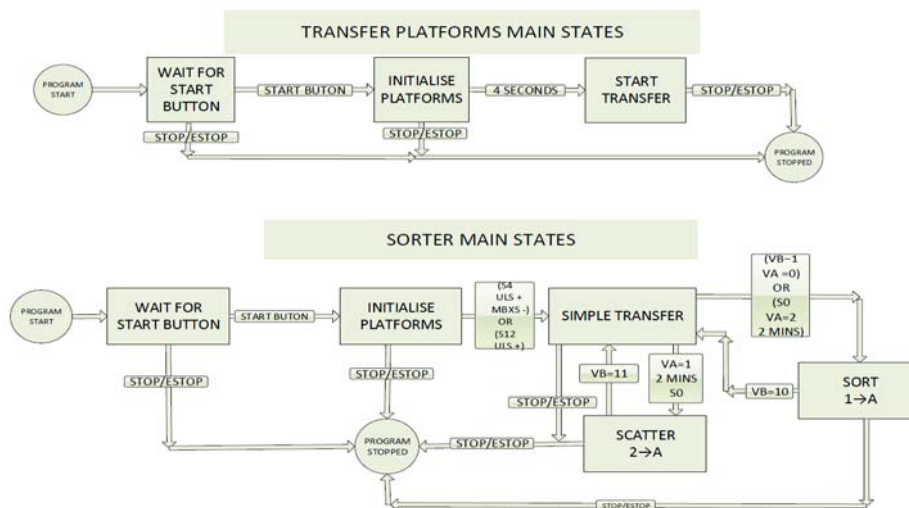 TRANSFER PLATFORMS MAIN STATES
PROGRAM
START
WAIT FOR
START
BUTTON
START BUTON
INITIALISE
PLATFORMS
4 SECONDS
START
TRANSFER
STOP/ESTOP
STOP/ESTOP
STOP/ESTOP
PROGRAM
STOPPED
SORTER MAIN STATES
PROGRAM
START
WAIT FOR
START BUTTON
START BUTON
INITIALISE
PLATFORMS
(S4
ULS +
MBXS -)
OR
(S12
ULS +)
SIMPLE TRANSFER
(VB=1
VA =0)
OR
(S0
VA=2
2 MINS)
STOP/ESTOP
STOP/ESTOP
STOP/ESTOP
VB=11
VA=1
2 MINS
S0
VB=10
SORT
1→A
PROGRAM
STOPPED
STOP/ESTOP
SCATTER
2→A
STOP/ESTOP